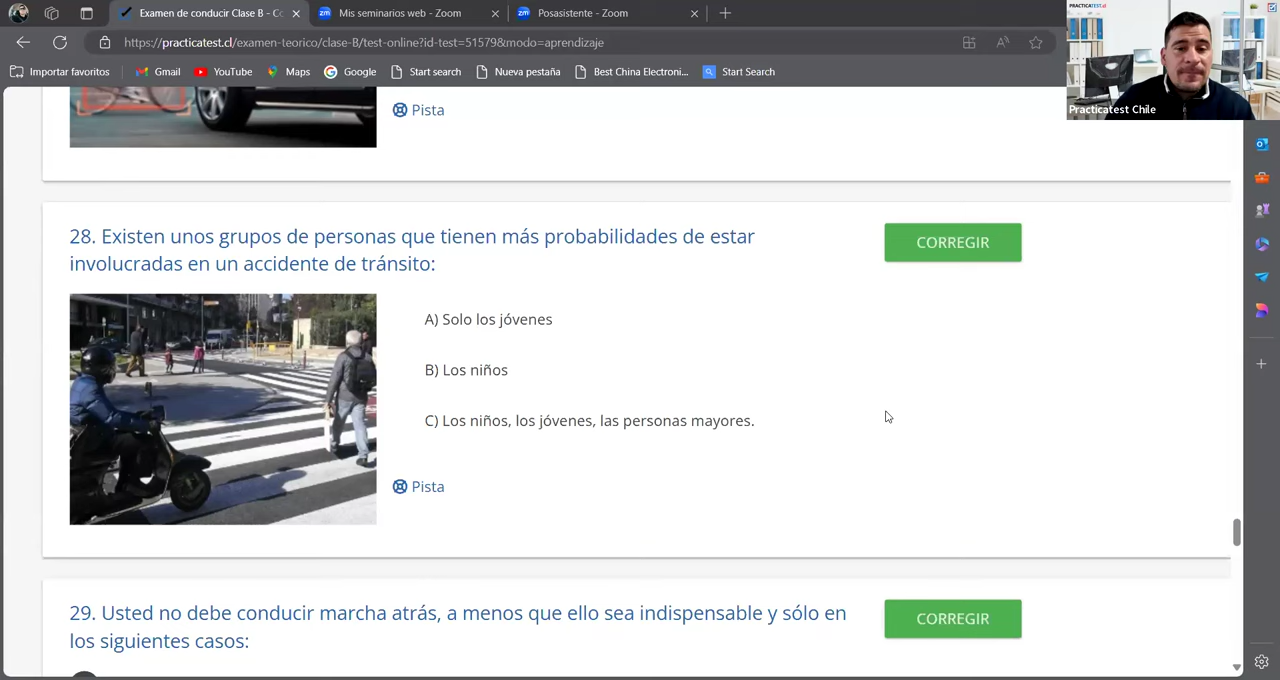 Examen de conducir Clase B - Cc
Mis seminarios web - Zoom
Posasistente - Zoom
https://practicatest.cl/examen-teorico/clase-B/test-online?id-test=51579&modo=aprendizaje
Importar favoritos
Gmail
YouTube
Maps
Google
Start search
Nueva pestaña
Best China Electroni...
Start Search
PRACTICATEST.cl
Practicatest Chile
Pista
28. Existen unos grupos de personas que tienen más probabilidades de estar
involucradas en un accidente de tránsito:
CORREGIR
A) Solo los jóvenes
B) Los niños
C) Los niños, los jóvenes, las personas mayores.
Pista
29. Usted no debe conducir marcha atrás, a menos que ello sea indispensable y sólo en
los siguientes casos:
CORREGIR